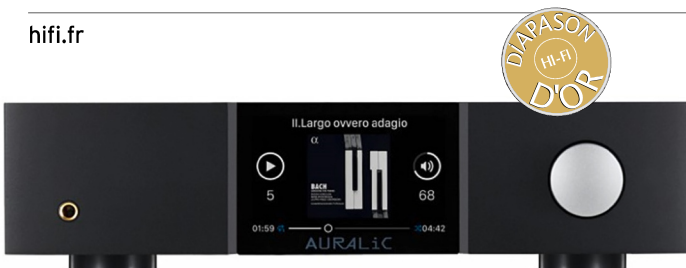 hifi.fr
DIAPASON
HI-FI
D'OR
II.Largo ovvero adagio
α
BACH
5
68
01:59
04:42
AURALiC